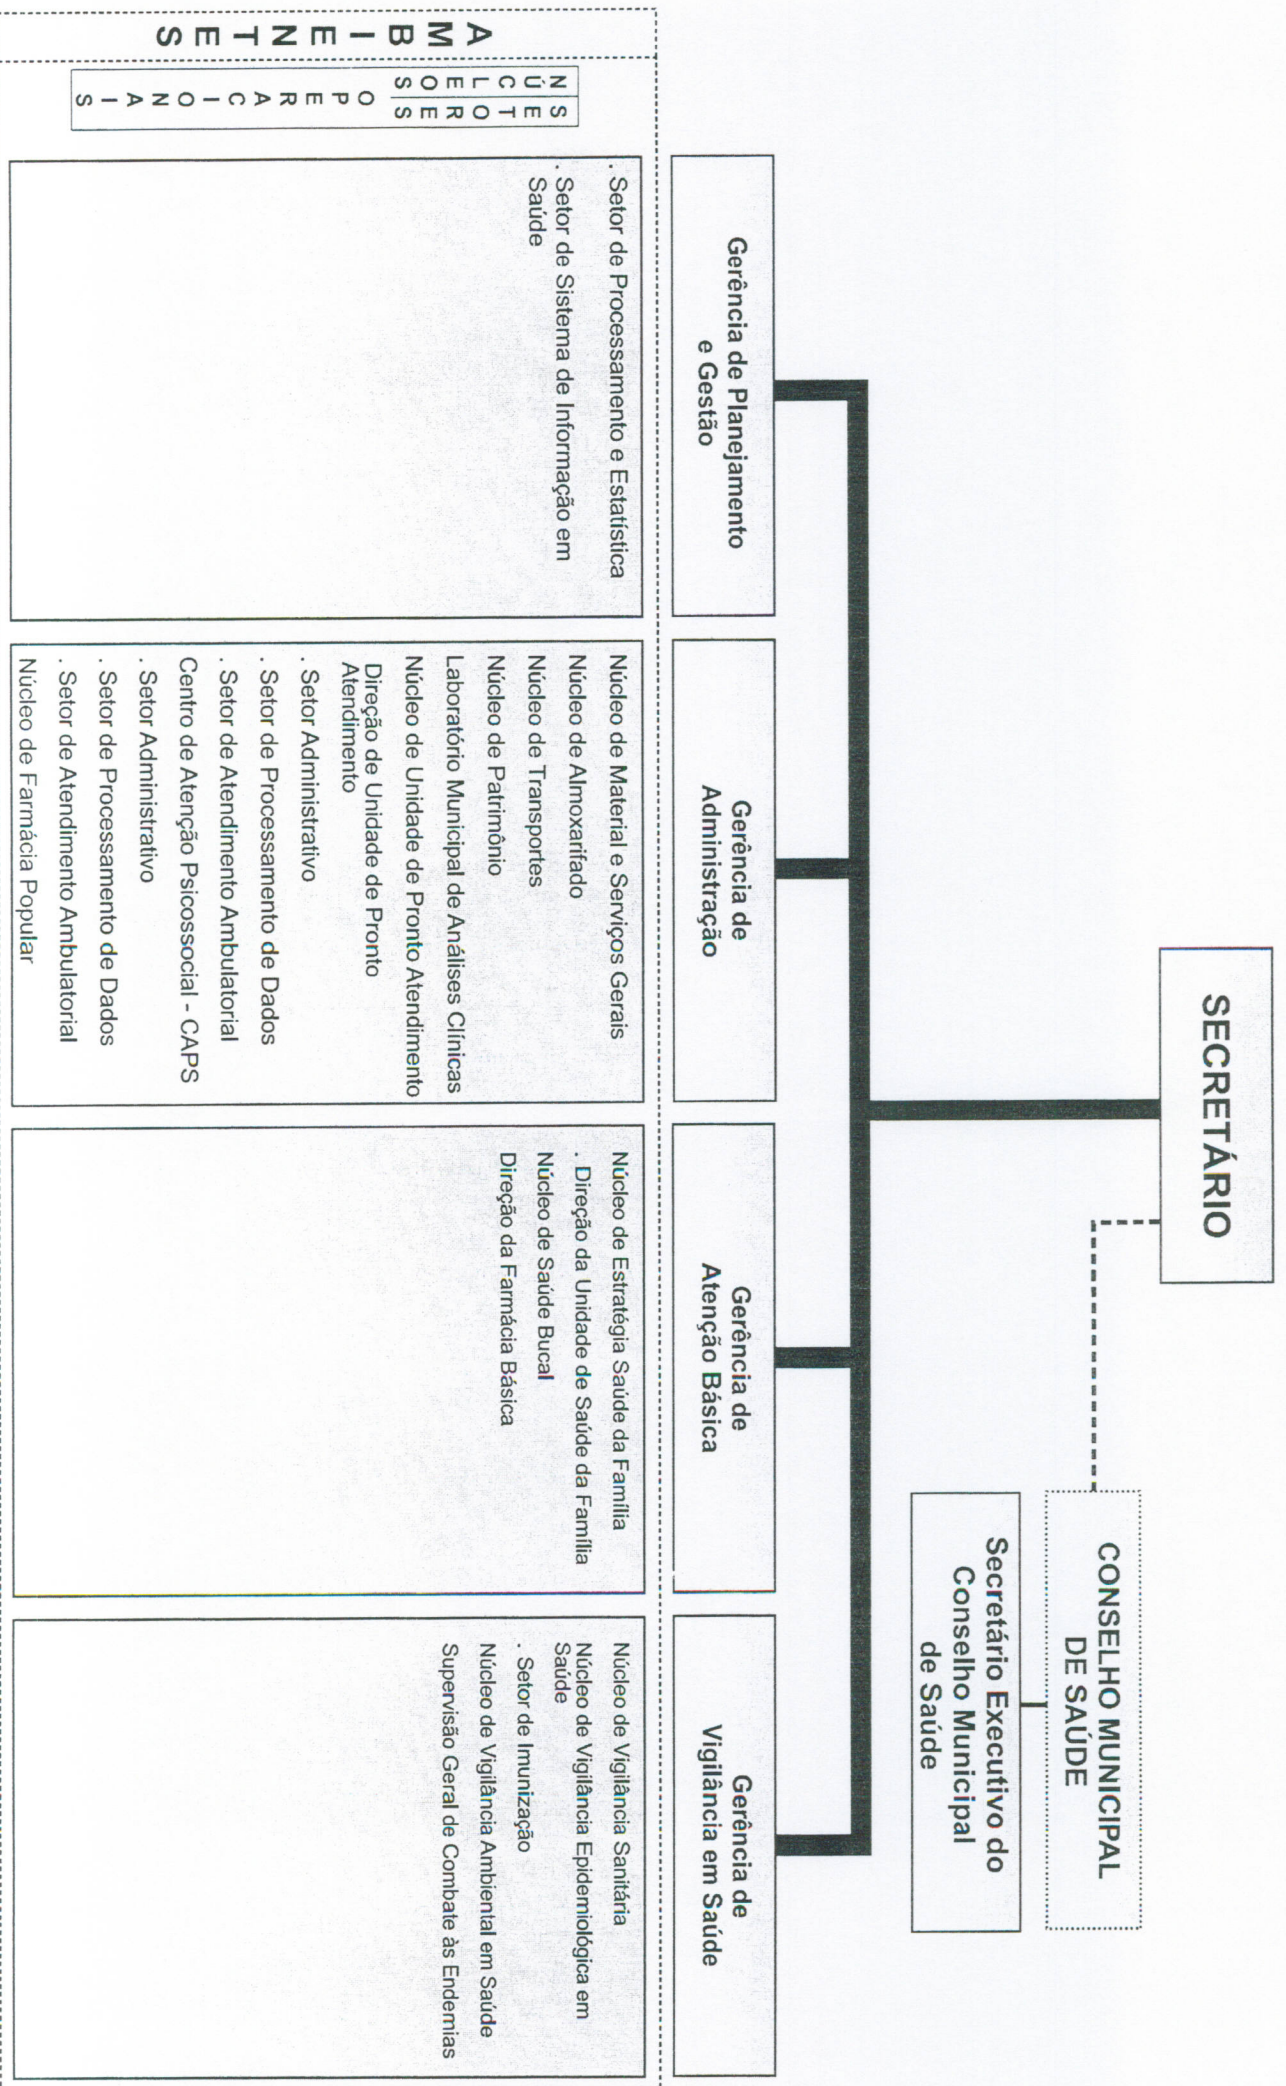 SECRETÁRIO
CONSELHO MUNICIPAL
DE SAÚDE
Secretário Executivo do
Conselho Municipal
de Saúde
Gerência de Planejamento
e Gestão
Gerência de
Administração
Gerência de
Atenção Básica
Gerência de
Vigilância em Saúde
AMBIENTES
NÚCLEOS
SETORES
OPERACIONAIS
. Setor de Processamento e Estatística
. Setor de Sistema de Informação em
Saúde
Núcleo de Material e Serviços Gerais
Núcleo de Almoxarifado
Núcleo de Transportes
Núcleo de Patrimônio
Laboratório Municipal de Análises Clínicas
Núcleo de Unidade de Pronto Atendimento
Direção de Unidade de Pronto
Atendimento
. Setor Administrativo
. Setor de Processamento de Dados
. Setor de Atendimento Ambulatorial
Centro de Atenção Psicossocial - CAPS
. Setor Administrativo
. Setor de Processamento de Dados
. Setor de Atendimento Ambulatorial
Núcleo de Farmácia Popular
Núcleo de Estratégia Saúde da Família
. Direção da Unidade de Saúde da Família
Núcleo de Saúde Bucal
Direção da Farmácia Básica
Núcleo de Vigilância Sanitária
Núcleo de Vigilância Epidemiológica em
Saúde
. Setor de Imunização
Núcleo de Vigilância Ambiental em Saúde
Supervisão Geral de Combate às Endemias